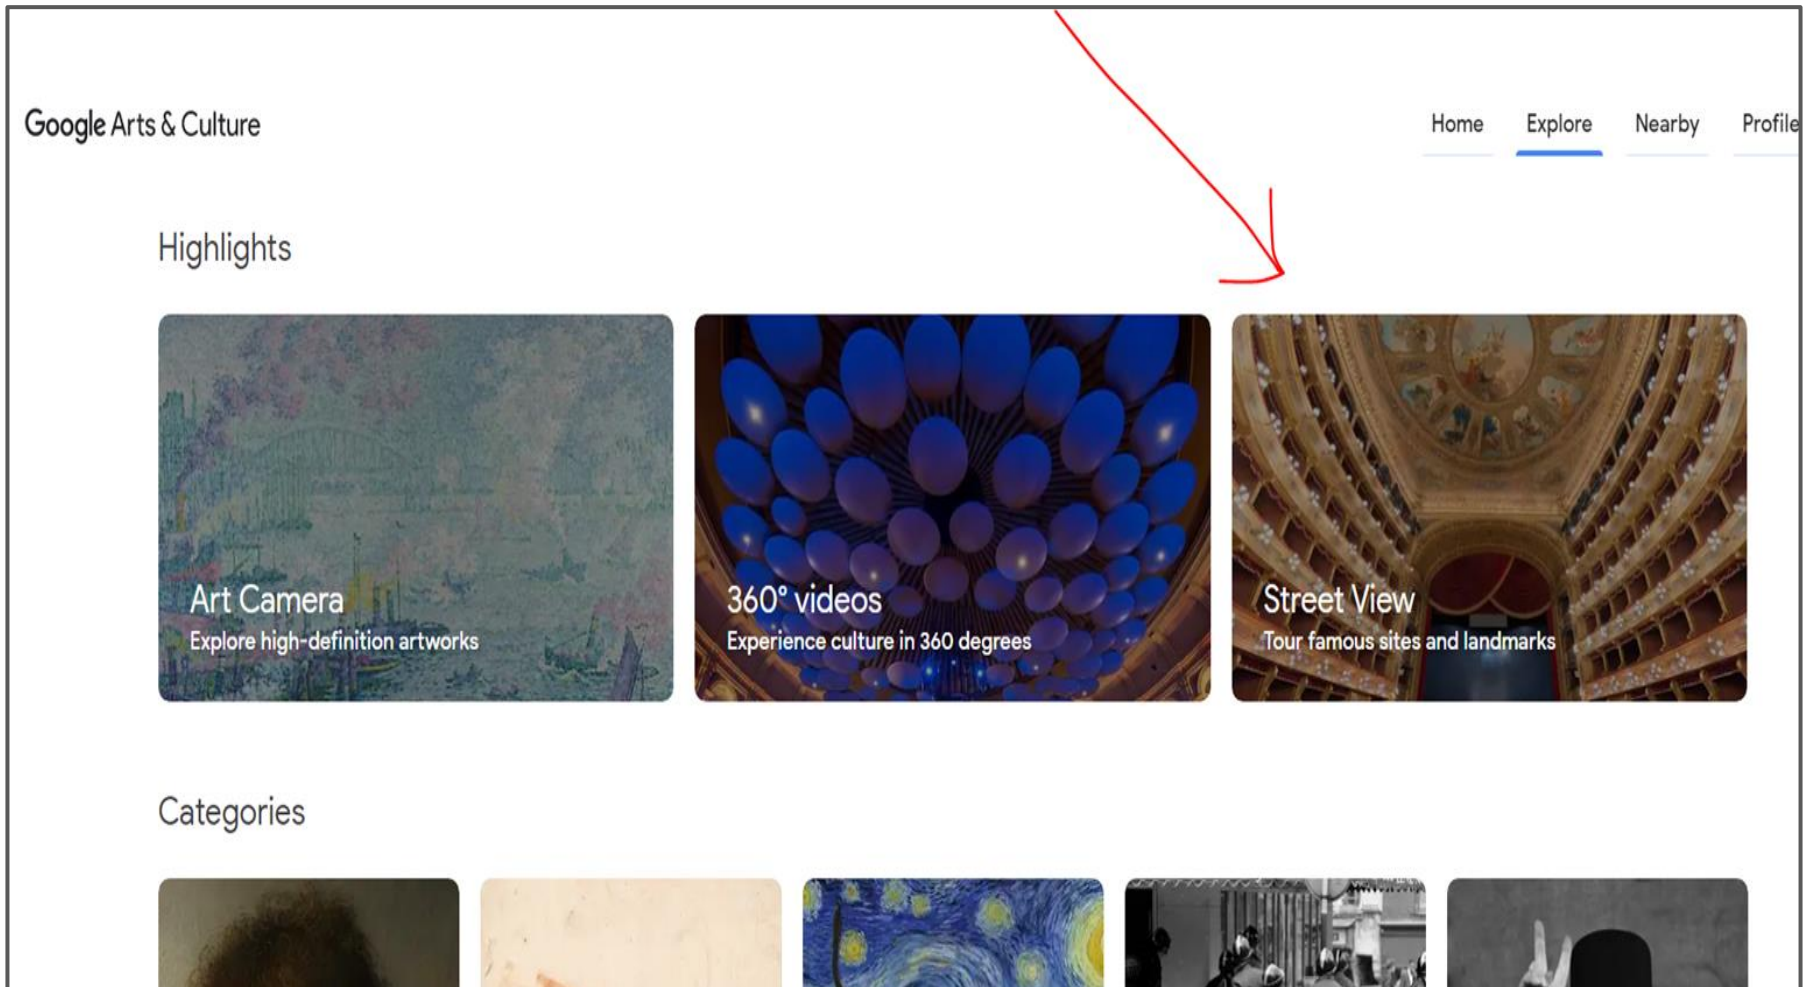 Google Arts & Culture
Home Explore Nearby Profile
Highlights
Art Camera
Explore high-definition artworks
360° videos
Experience culture in 360 degrees
Street View
Tour famous sites and landmarks
Categories